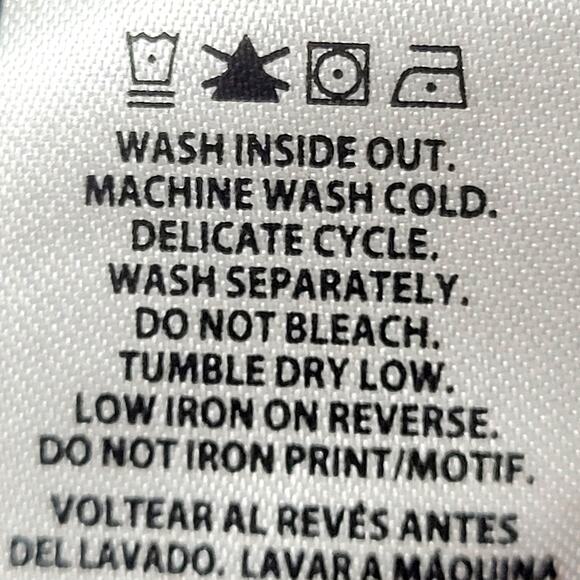 WASH INSIDE OUT.
MACHINE WASH COLD.
DELICATE CYCLE.
WASH SEPARATELY.
DO NOT BLEACH.
TUMBLE DRY LOW.
LOW IRON ON REVERSE.
DO NOT IRON PRINT/MOTIF.
VOLTEAR AL REVÉS ANTES
DEL LAVADO. LAVAR A MÁQUINA